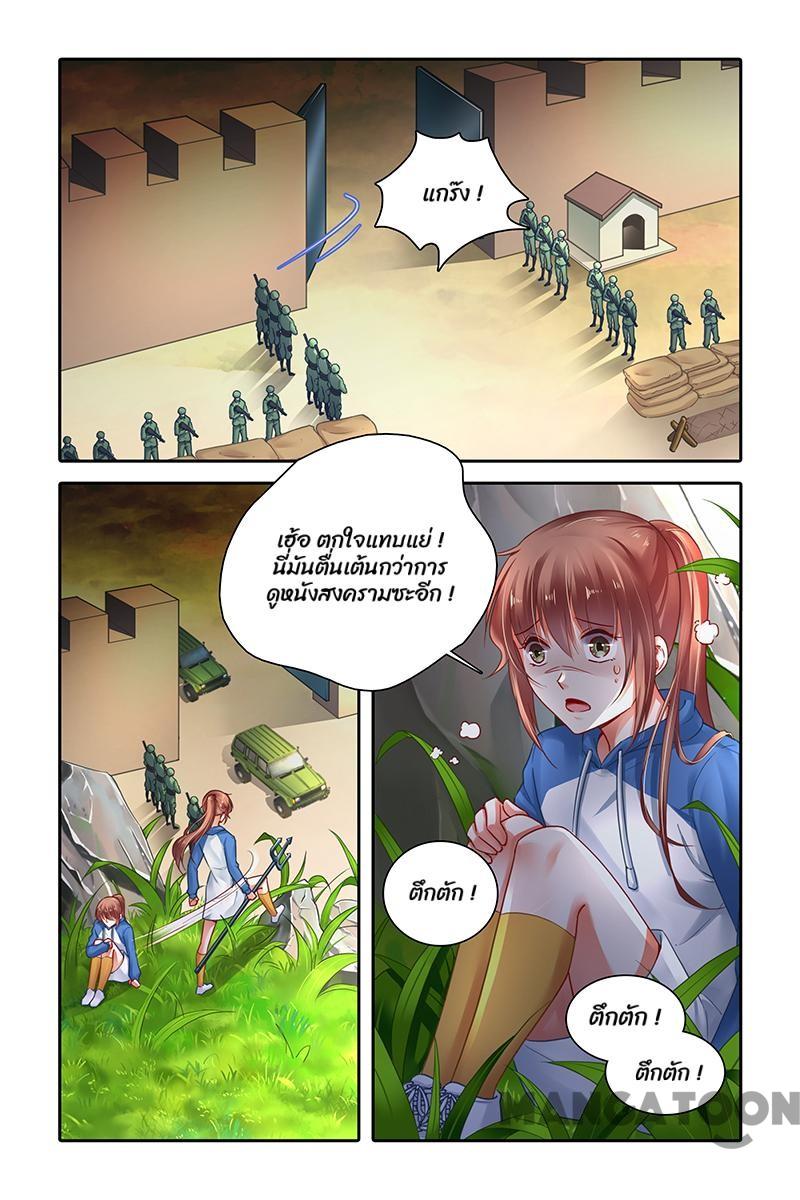 แกร๊ง !
เฮ้อ ตกใจแทบแย่ !
นี่มันตื่นเต้นกว่าการ
ดูหนังสงครามซะอีก !
ตึกตัก !
ตึกตัก !
ตึกตัก !
MANGATOON